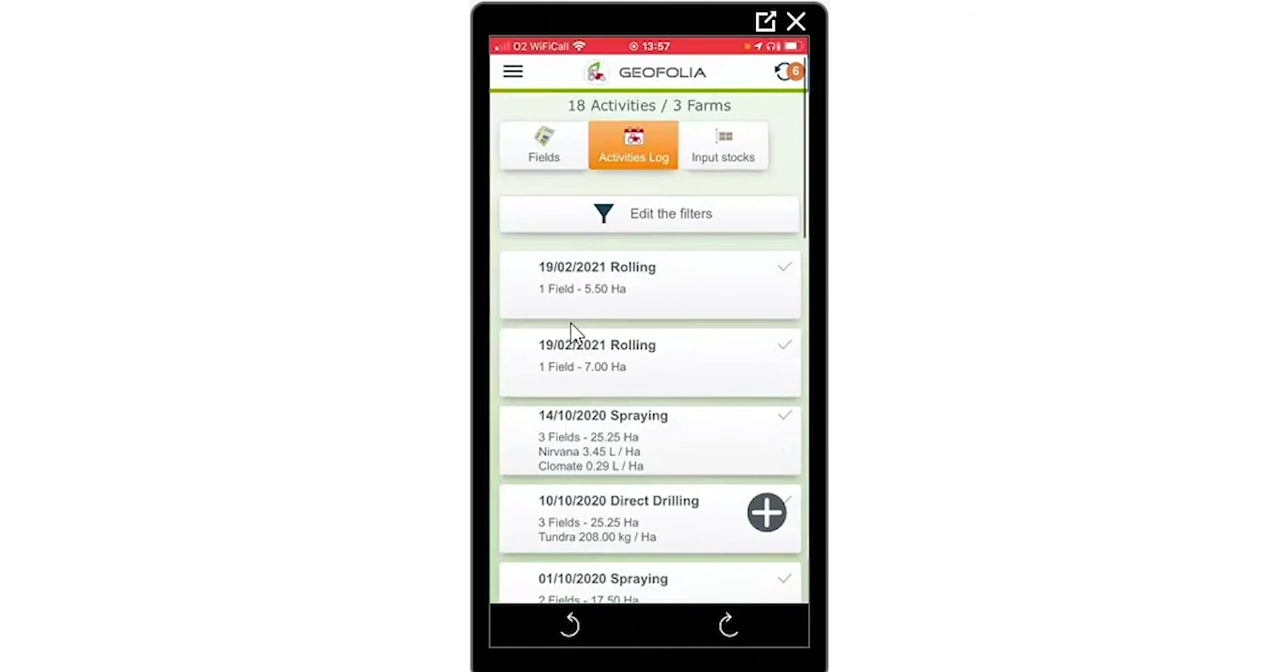 O2 WiFiCall 13:57
GEOFOLIA 6
18 Activities / 3 Farms
Fields Activities Log Input stocks
Edit the filters
19/02/2021 Rolling
1 Field - 5.50 Ha
19/02/2021 Rolling
1 Field - 7.00 Ha
14/10/2020 Spraying
3 Fields - 25.25 Ha
Nirvana 3.45 L / Ha
Clomate 0.29 L / Ha
10/10/2020 Direct Drilling
3 Fields - 25.25 Ha
Tundra 208.00 kg / Ha
01/10/2020 Spraying
2 Fields - 17.50 Ha